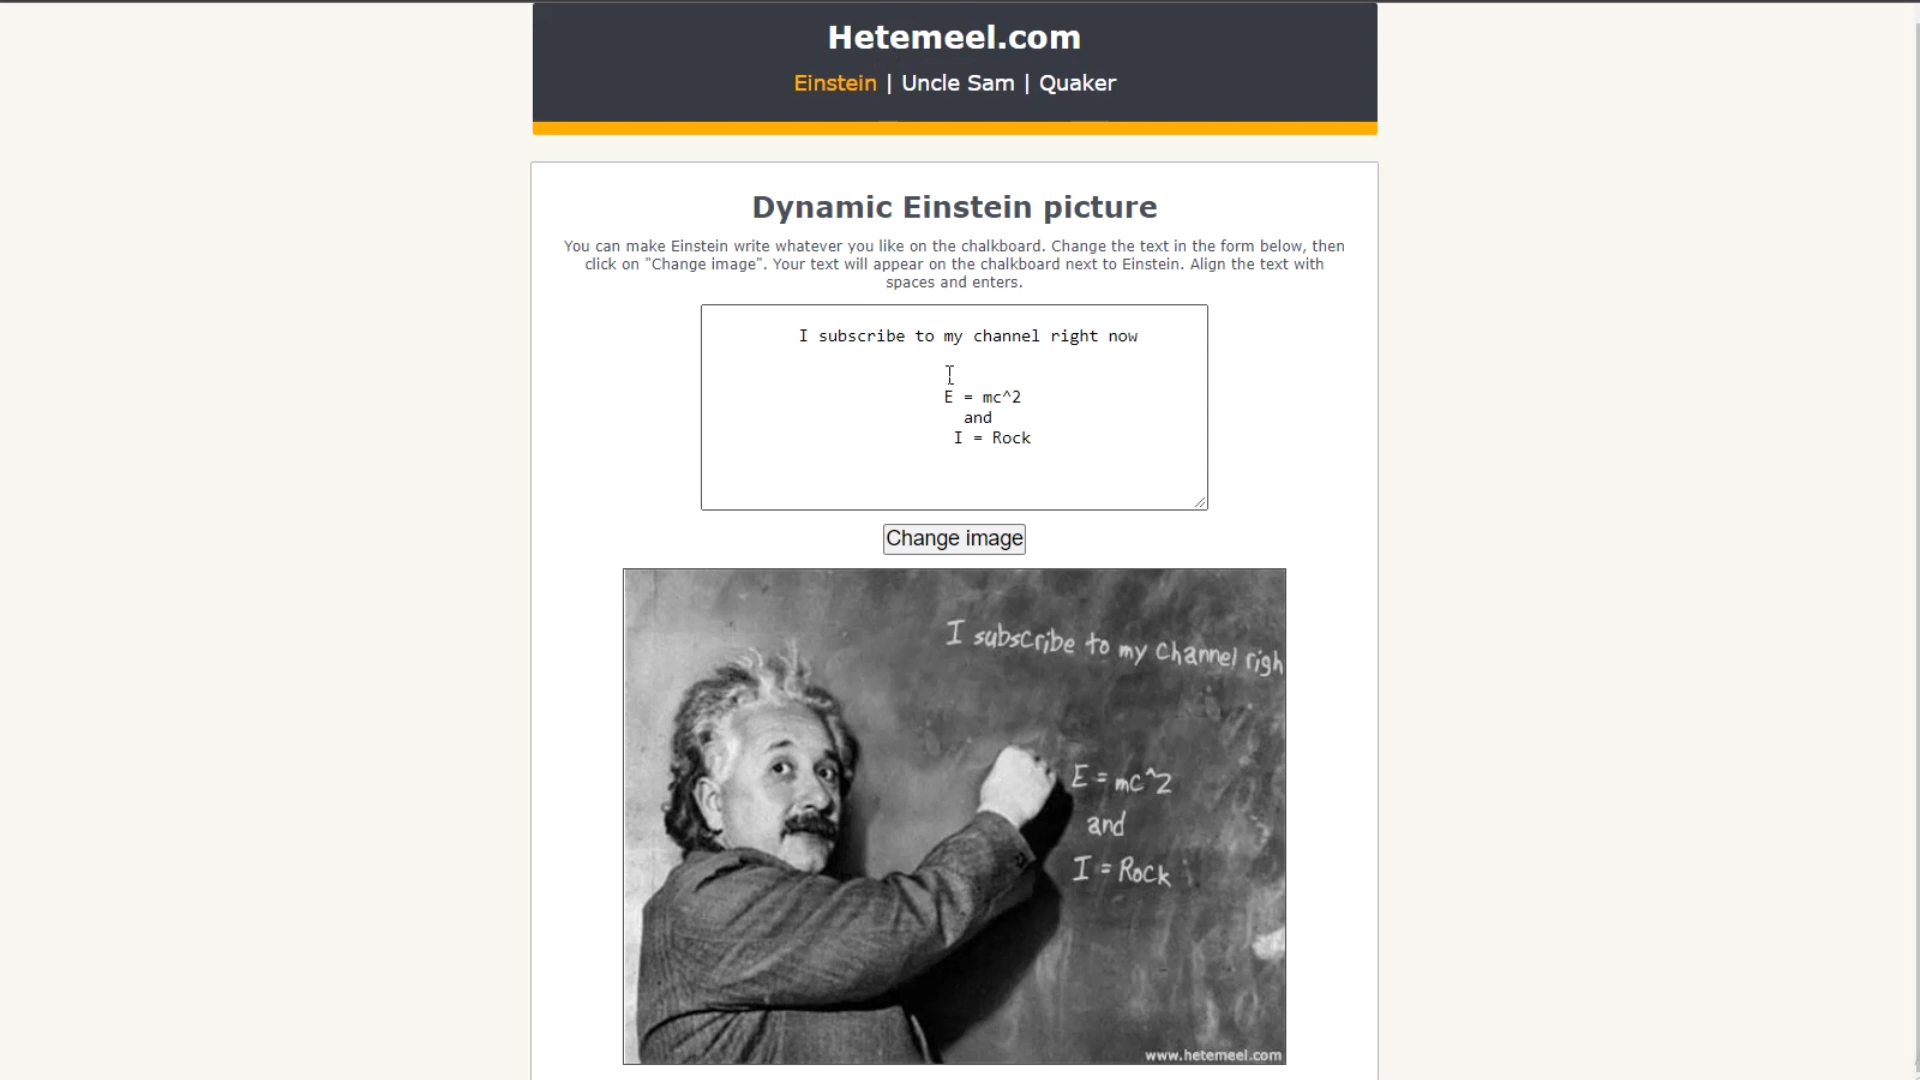 Hetemeel.com
Einstein | Uncle Sam | Quaker
Dynamic Einstein picture
You can make Einstein write whatever you like on the chalkboard. Change the text in the form below, then
click on "Change image". Your text will appear on the chalkboard next to Einstein. Align the text with
spaces and enters.
I subscribe to my channel right now
E = mc^2
and
I = Rock
Change image
I subscribe to my channel righ
E = mc^2
and
I = Rock
www.hetemeel.com